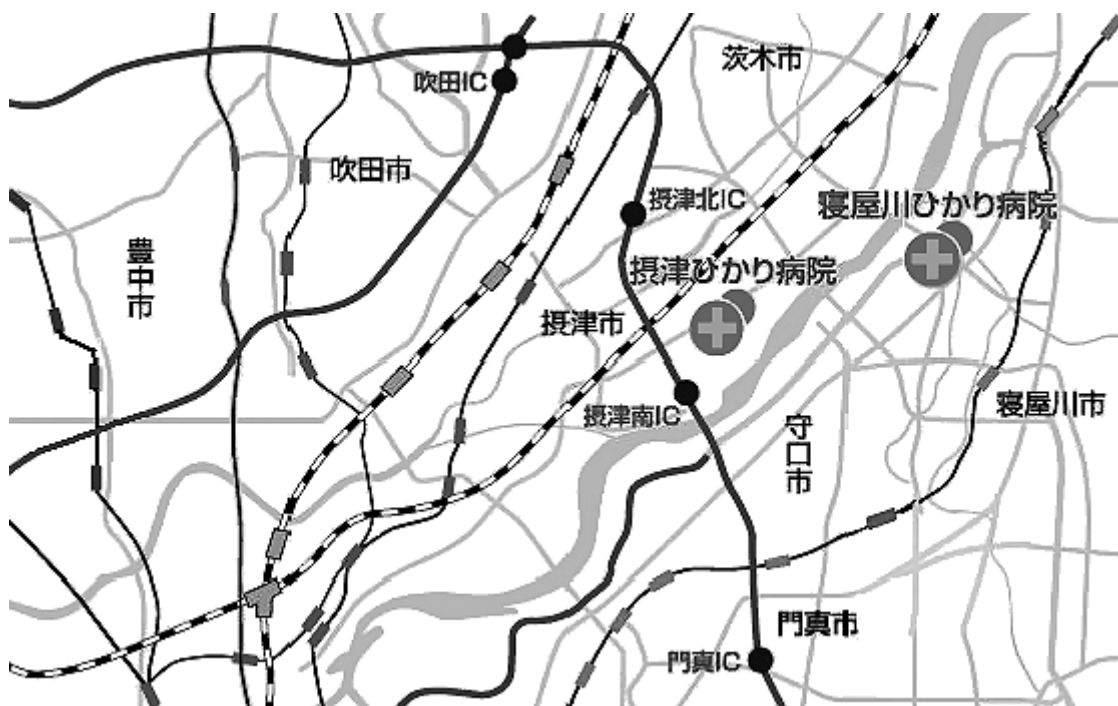 茨木市
吹田IC
吹田市
摂津北IC
寝屋川ひかり病院
豊中市
摂津ひかり病院
摂津市
寝屋川市
摂津南IC
守口市
門真市
門真IC